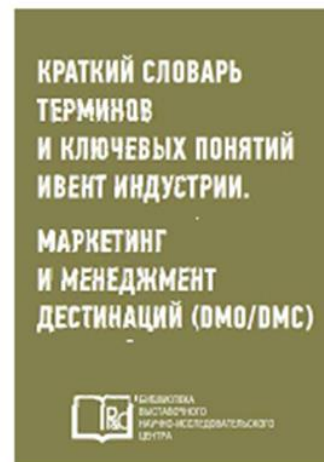 КРАТКИЙ СЛОВАРЬ
ТЕРМИНОВ
И КЛЮЧЕВЫХ ПОНЯТИЙ
ИВЕНТ ИНДУСТРИИ.
МАРКЕТИНГ
И МЕНЕДЖМЕНТ
ДЕСТИНАЦИЙ (DMO/DMC)
R&C
БИБЛИОТЕКА
ВЫСТАВОЧНОГО
НАУЧНО-ИССЛЕДОВАТЕЛЬСКОГО
ЦЕНТРА